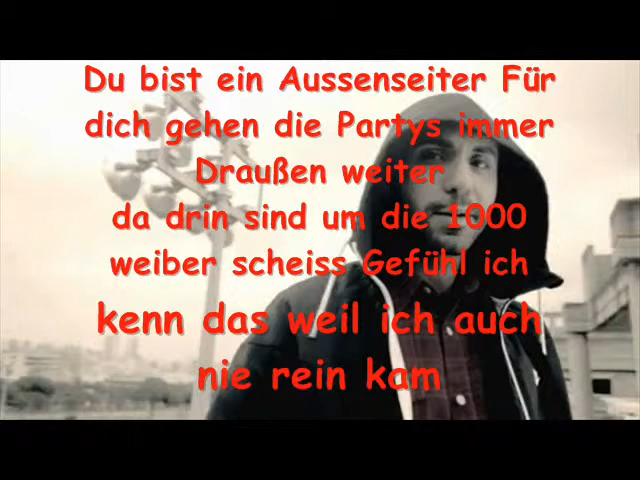 Du bist ein Aussenseiter Für
dich gehen die Partys immer
Draußen weiter
da drin sind um die 1000
weiber scheiss Gefühl ich
kenn das weil ich auch
nie rein kam